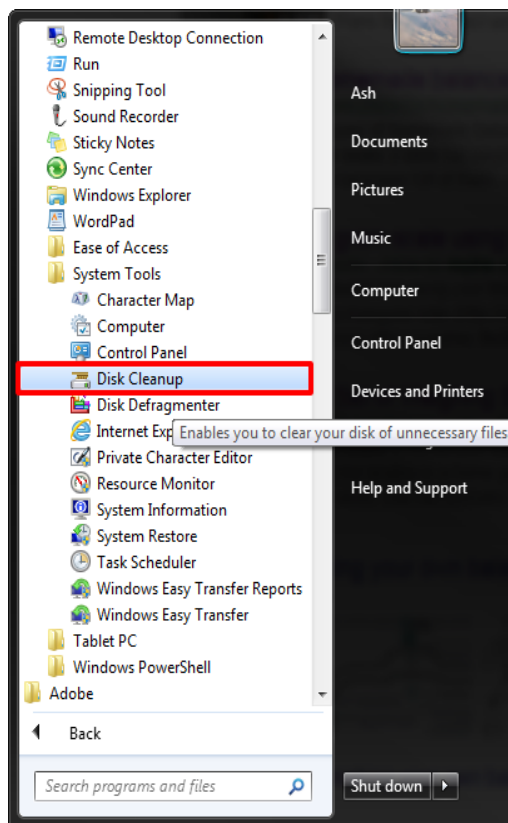 Remote Desktop Connection
Run
Snipping Tool
Sound Recorder
Sticky Notes
Sync Center
Windows Explorer
WordPad
Ease of Access
System Tools
Character Map
Computer
Control Panel
Disk Cleanup
Disk Defragmenter
Internet Exp
Enables you to clear your disk of unnecessary files
Private Character Editor
Resource Monitor
System Information
System Restore
Task Scheduler
Windows Easy Transfer Reports
Windows Easy Transfer
Tablet PC
Windows PowerShell
Adobe
Back
Search programs and files
Ash
Documents
Pictures
Music
Computer
Control Panel
Devices and Printers
Help and Support
Shut down